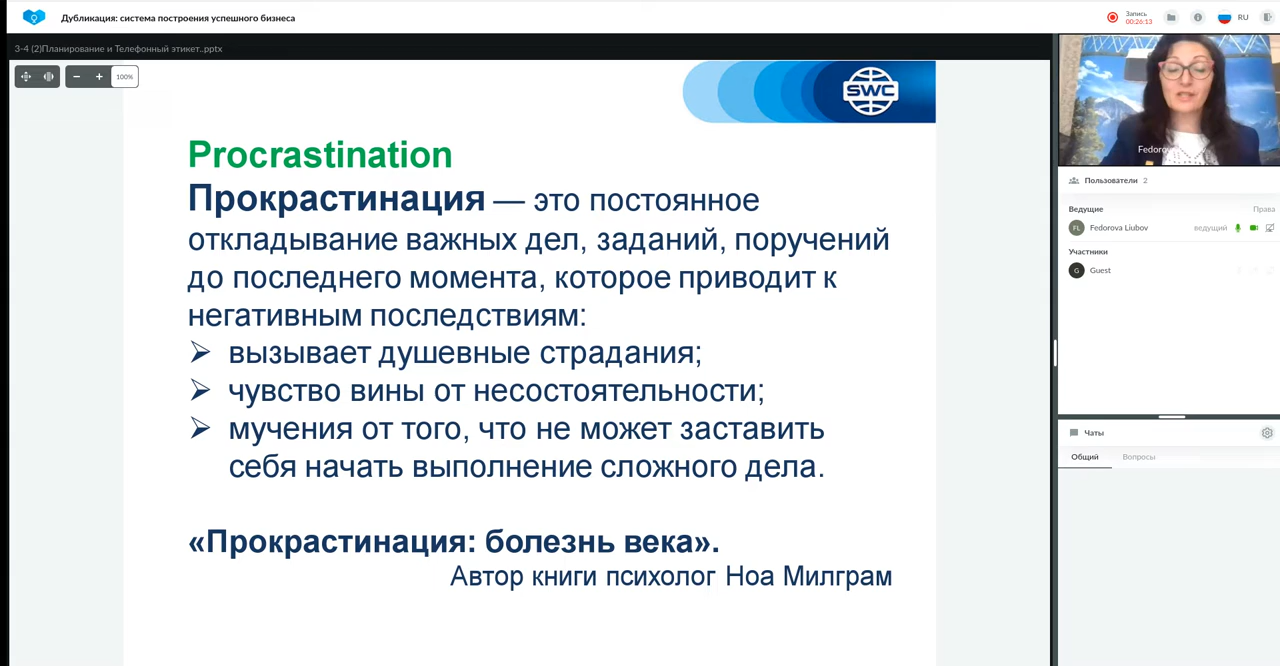 Дубликация: система построения успешного бизнеса
Запись
00:26:13
RU
3-4 (2)Планирование и Телефонный этикет..pptx
100%
SWC
Procrastination
Прокрастинация — это постоянное
откладывание важных дел, заданий, поручений
до последнего момента, которое приводит к
негативным последствиям:
вызывает душевные страдания;
чувство вины от несостоятельности;
мучения от того, что не может заставить
себя начать выполнение сложного дела.
«Прокрастинация: болезнь века».
Автор книги психолог Ноа Милграм
Пользователи 2
Ведущие Права
FL Fedorova Liubov ведущий
Участники
G Guest
Чаты
Общий Вопросы